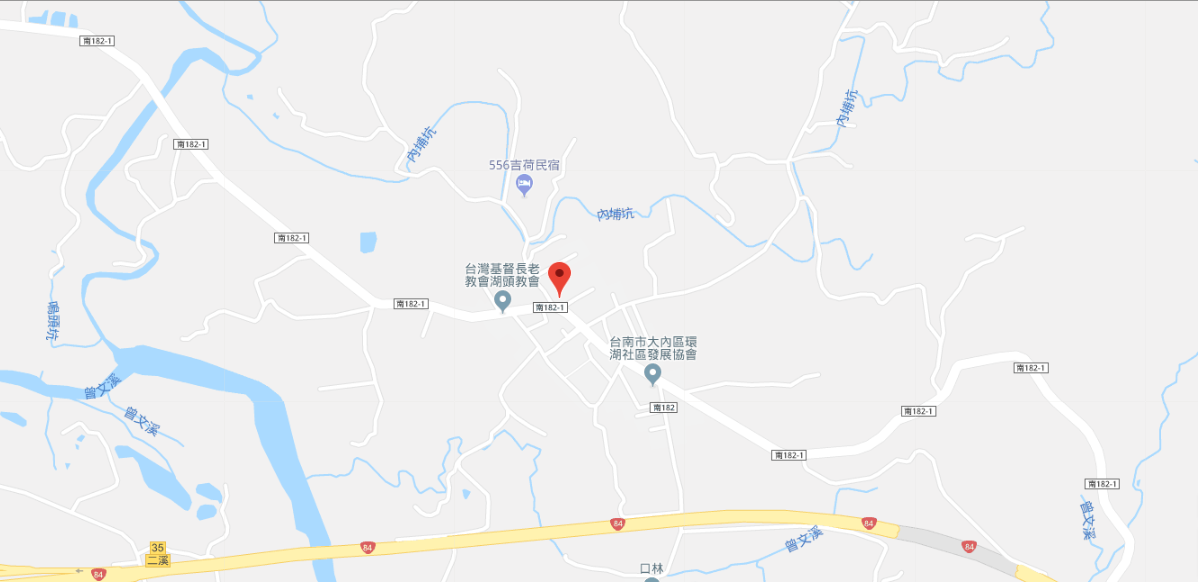 南182-1
南182-1
內埔坑
內埔坑
556吉荷民宿
內埔坑
南182-1
台灣基督長老
教會湖頭教會
南182-1
南182-1
鳴頭坑
台南市大內區環
湖社區發展協會
南182-1
曾文溪
南182
南182-1
曾文溪
南182-1
南182-1
曾文溪
84
84
曾文溪
84
84
35
二溪
口林
84